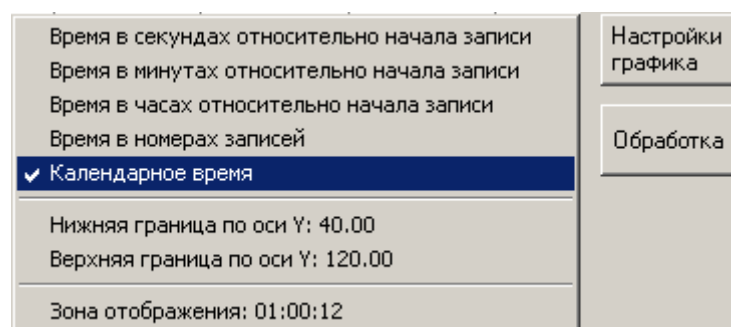 Время в секундах относительно начала записи
Время в минутах относительно начала записи
Время в часах относительно начала записи
Время в номерах записей
Календарное время
Нижняя граница по оси Y: 40.00
Верхняя граница по оси Y: 120.00
Зона отображения: 01:00:12
Настройки
графика
Обработка